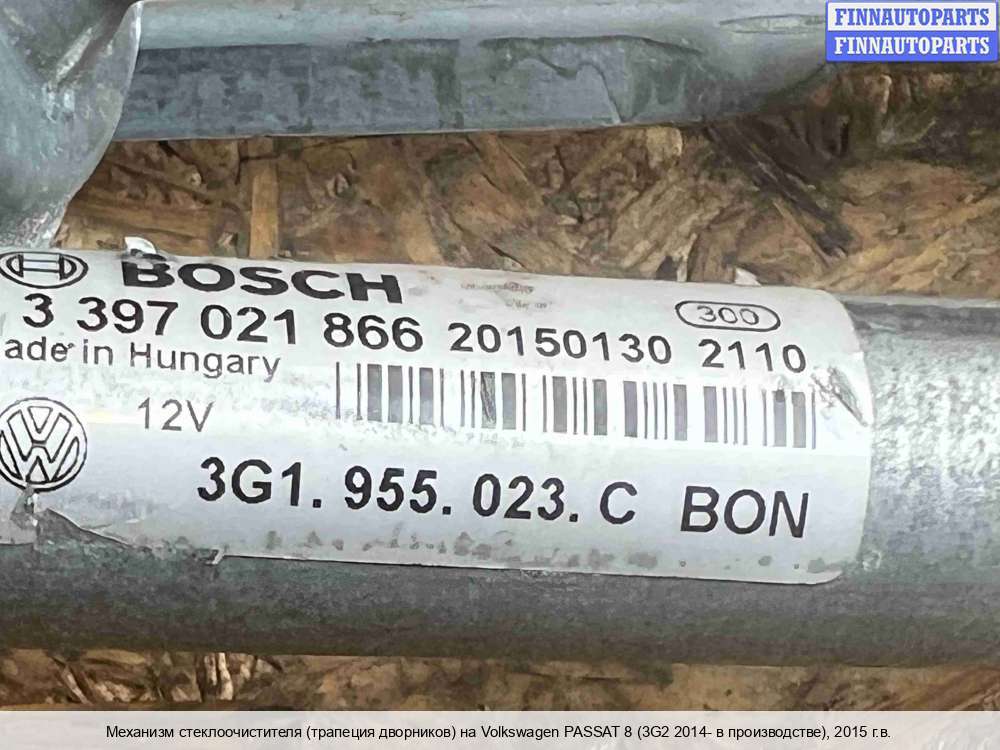 FINNAUTOPARTS
FINNAUTOPARTS
BOSCH
300
3 397 021 866 20150130 2110
ade in Hungary
12V
VW
3G1. 955. 023. C BON
Механизм стеклоочистителя (трапеция дворников) на Volkswagen PASSAT 8 (3G2 2014- в производстве), 2015 г.в.